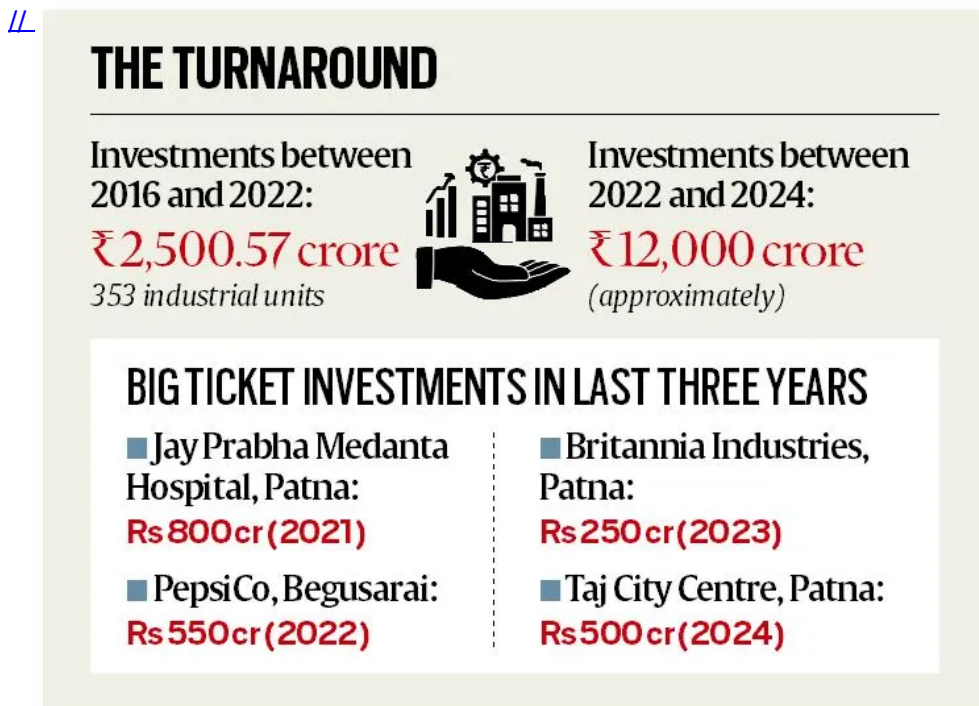 //
THE TURNAROUND
Investments between
2016 and 2022:
₹2,500.57 crore
353 industrial units
₹
Investments between
2022 and 2024:
₹12,000 crore
(approximately)
BIG TICKET INVESTMENTS IN LAST THREE YEARS
■ Jay Prabha Medanta
Hospital, Patna:
Rs 800 cr (2021)
■ PepsiCo, Begusarai:
Rs 550 cr (2022)
■ Britannia Industries,
Patna:
Rs 250 cr (2023)
■ Taj City Centre, Patna:
Rs 500 cr (2024)